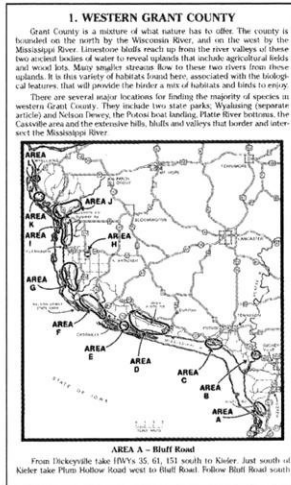 1. WESTERN GRANT COUNTY
Grant County is a mixture of what nature has to offer. The county is
bounded on the north by the Wisconsin River, and on the west by the
Mississippi River. Limestone bluffs reach up from the river valleys of these
two ancient bodies of water to reveal uplands that include agricultural fields
and wood lots. Many smaller streams flow to these two rivers from these
uplands. It is this variety of habitats found here, associated with the biologi-
cal features, that will provide the birder a mix of habitats and birds to enjoy.
There are several major locations for finding the majority of species in
western Grant County. They include two state parks; Wyalusing (separate
article) and Nelson Dewey, the Potosi boat landing, Platte River bottoms, the
Cassville area and the extensive hills, bluffs and valleys that border and inter-
sect the Mississippi River.
AREA
L
AREA J
AREA
K
AREA
I
AREA
H
AREA
G
AREA
F
AREA
E
AREA
D
AREA
C
AREA
B
AREA
A
BLOOMINGTON
LANCASTER
CASSVILLE
POTOSI
STATE OF IOWA
AREA A – Bluff Road
From Dickeyville take HWYs 35, 61, 151 south to Kieler. Just south of
Kieler take Plum Hollow Road west to Bluff Road. Follow Bluff Road south